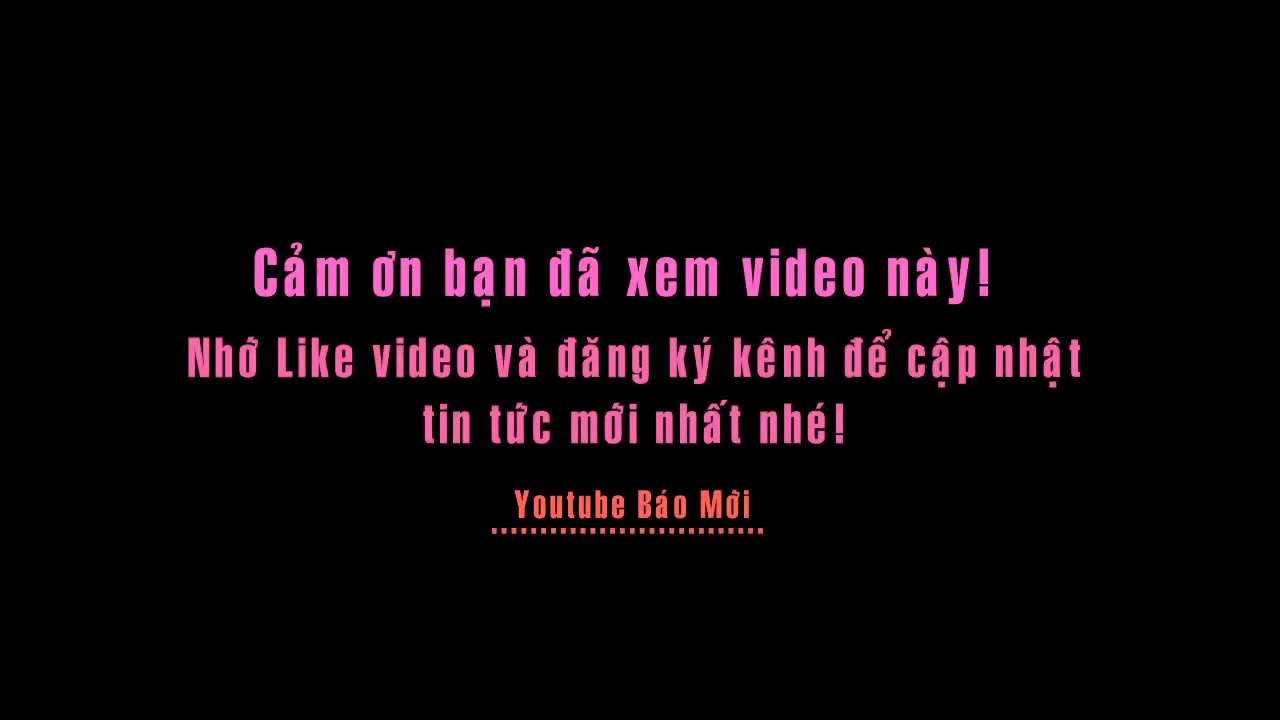 Cảm ơn bạn đã xem video này!
Nhớ Like video và đăng ký kênh để cập nhật
tin tức mới nhất nhé!
Youtube Báo Mới